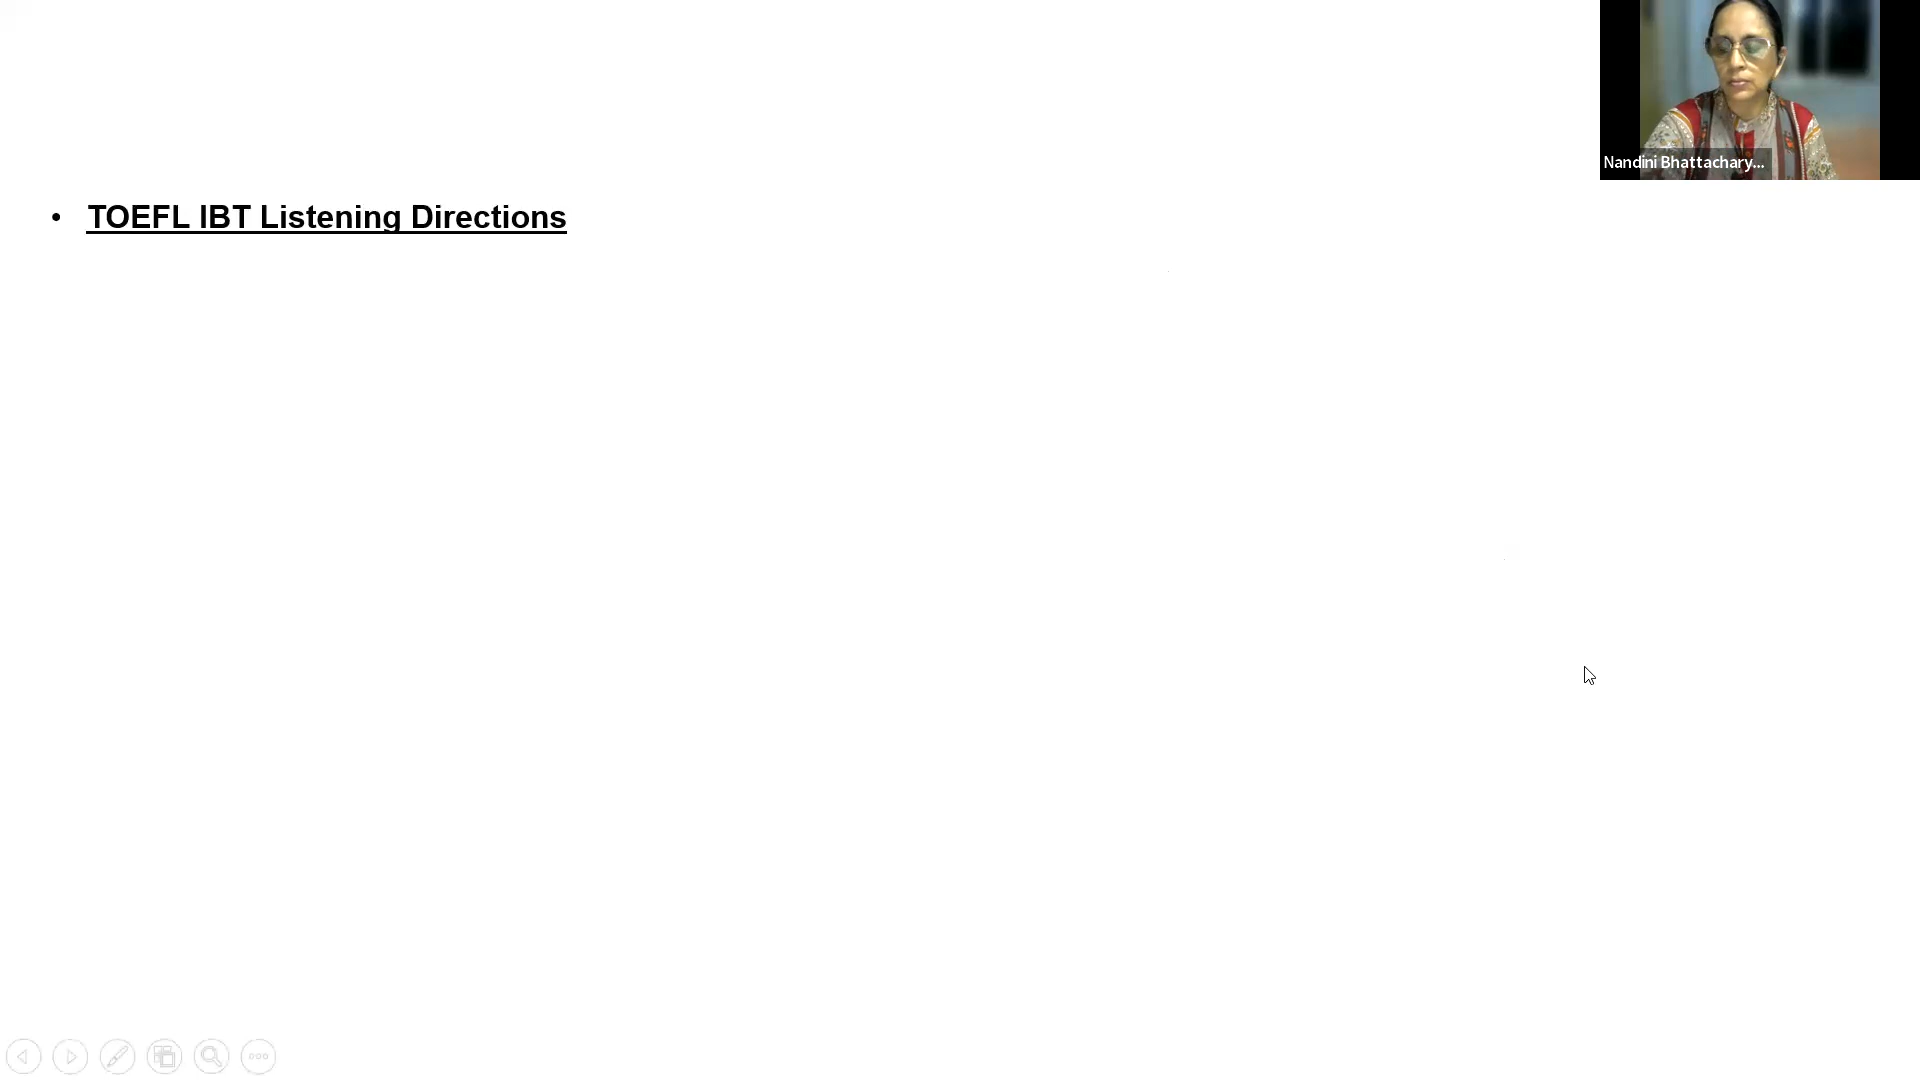 Nandini Bhattachary...
• TOEFL IBT Listening Directions